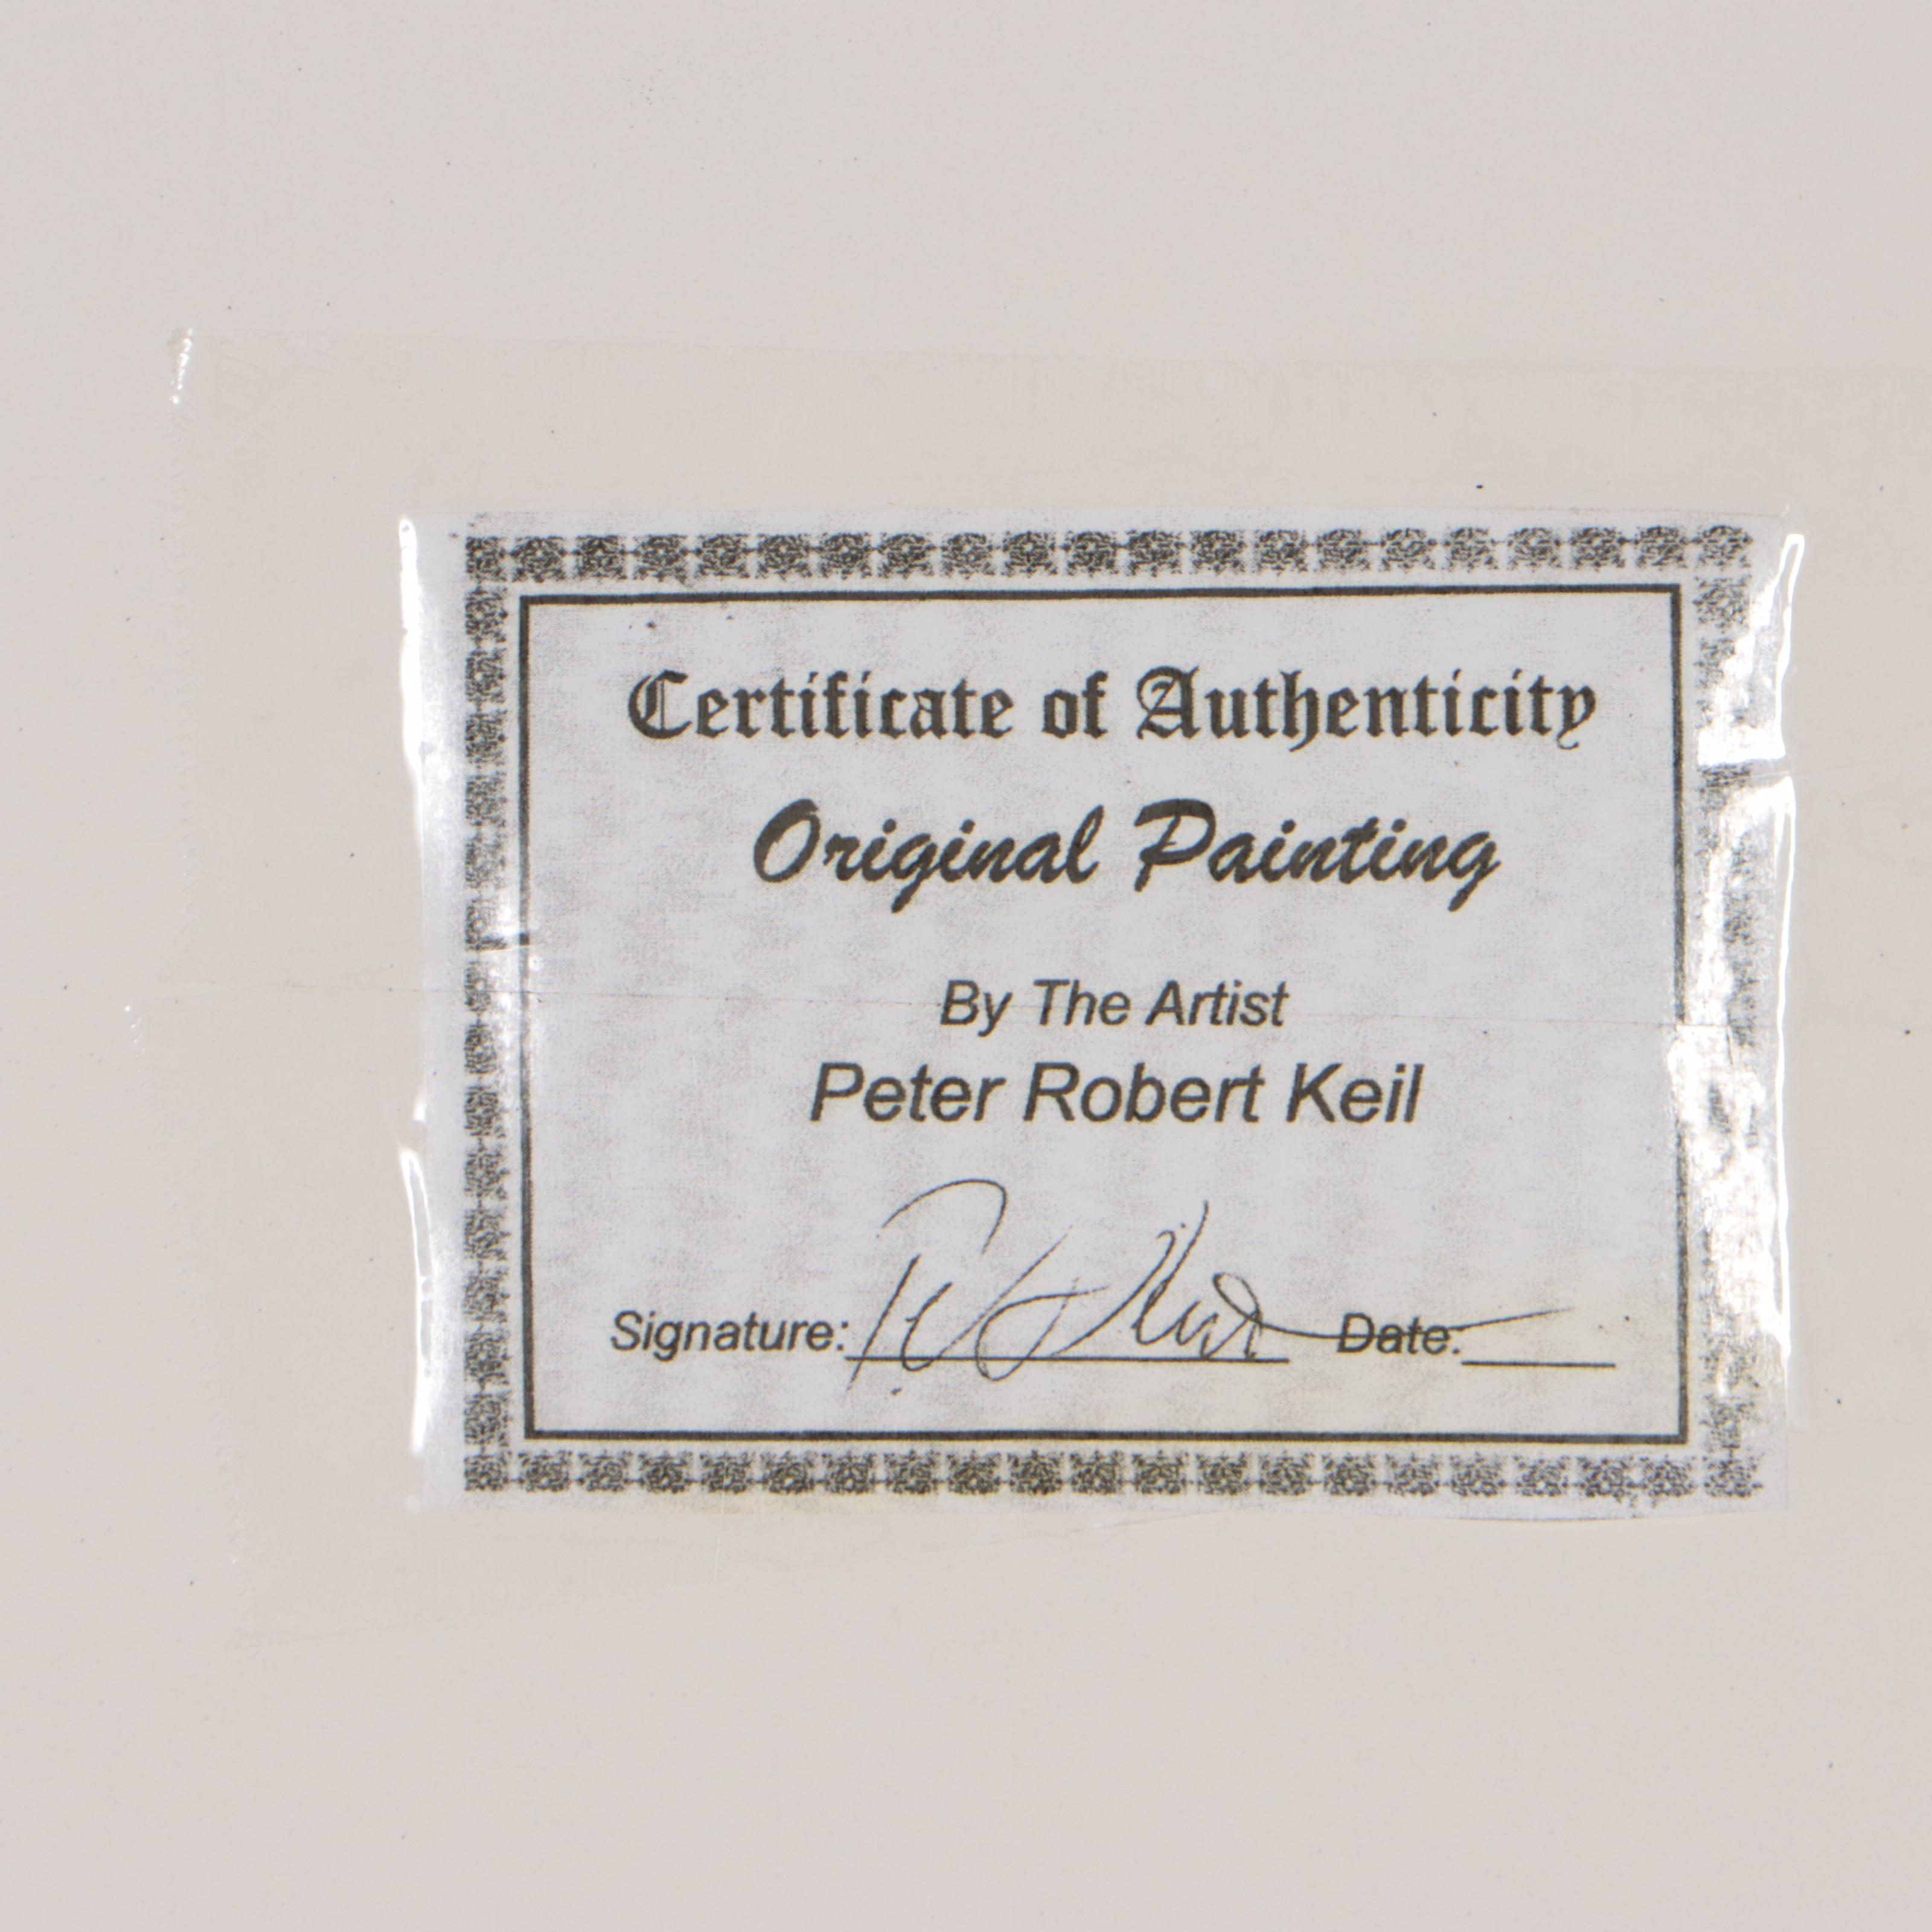 Certificate of Authenticity
Original Painting
By The Artist
Peter Robert Keil
Signature: Date: